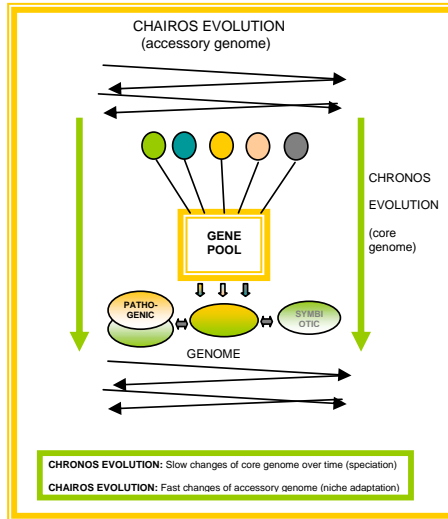 CHAIROS EVOLUTION
(accessory genome)
CHRONOS
EVOLUTION
(core
genome)
GENE
POOL
PATHO-
GENIC
SYMBI
OTIC
GENOME
CHRONOS EVOLUTION: Slow changes of core genome over time (speciation)
CHAIROS EVOLUTION: Fast changes of accessory genome (niche adaptation)